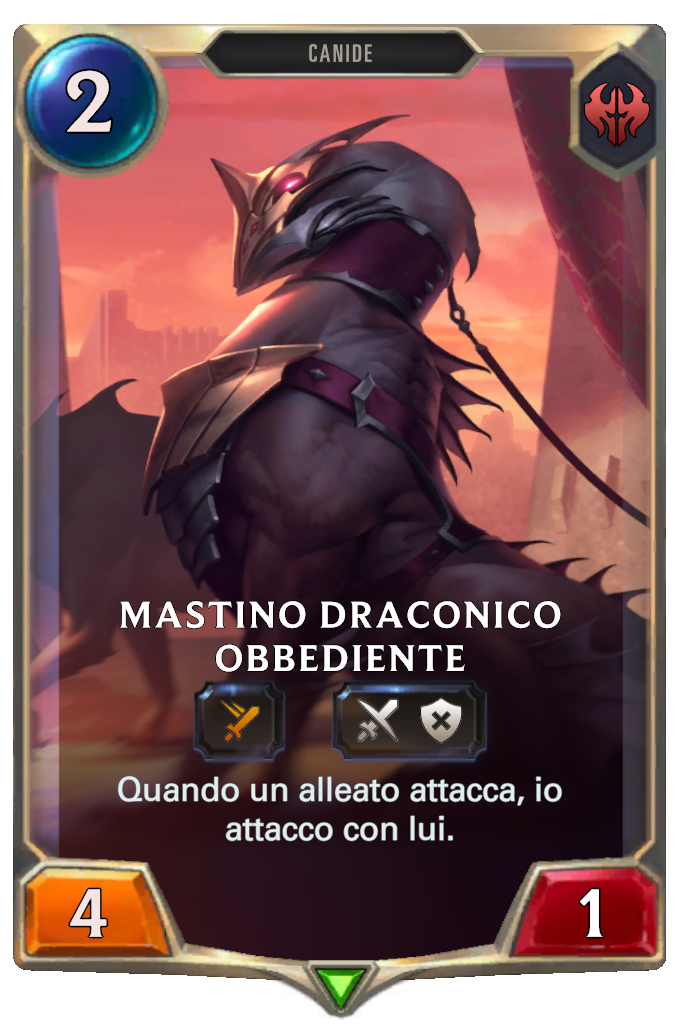 CANIDE
2
MASTINO DRACONICO
OBBEDIENTE
Quando un alleato attacca, io
attacco con lui.
4
1